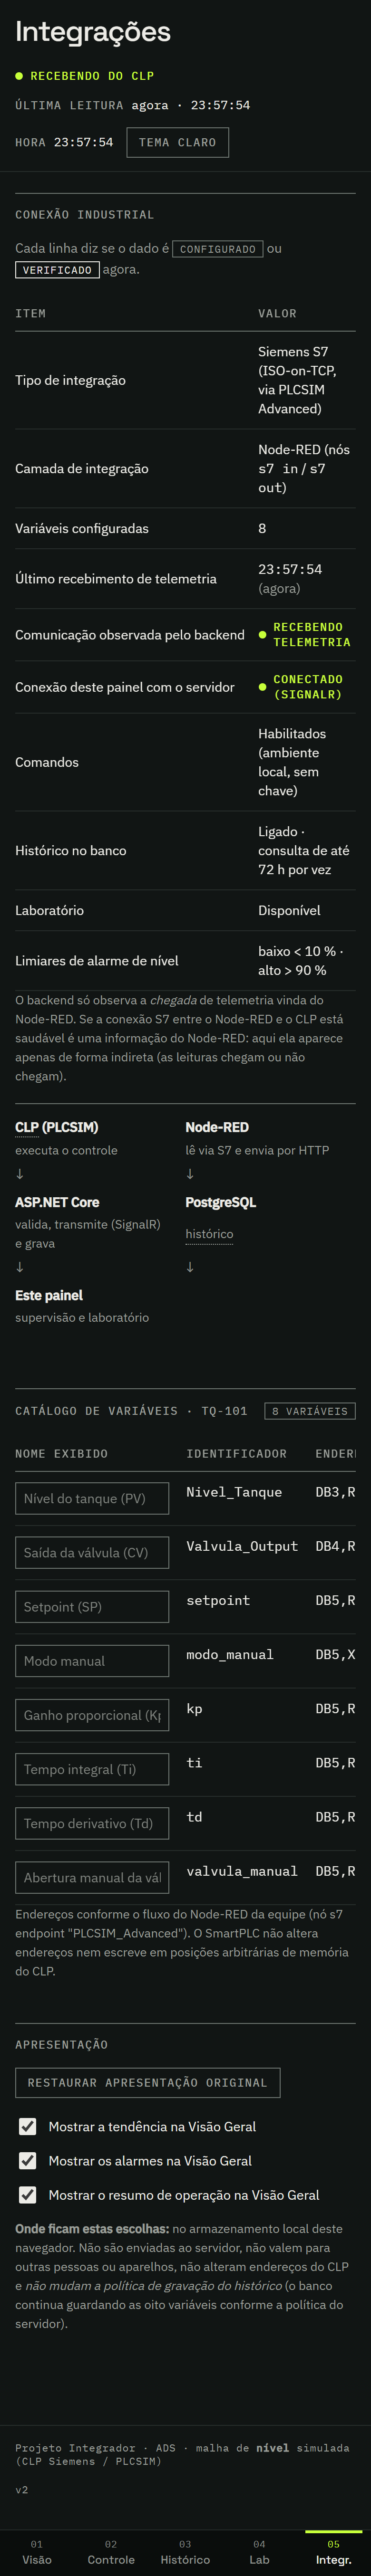 Integrações
RECEBENDO DO CLP
ÚLTIMA LEITURA agora · 23:57:54
HORA 23:57:54 TEMA CLARO
CONEXÃO INDUSTRIAL
Cada linha diz se o dado é CONFIGURADO ou
VERIFICADO agora.
ITEM VALOR
Tipo de integração
Siemens S7
(ISO-on-TCP,
via PLCSIM
Advanced)
Camada de integração
Node-RED (nós
s7 in / s7
out)
Variáveis configuradas 8
Último recebimento de telemetria
23:57:54
(agora)
Comunicação observada pelo backend
RECEBENDO
TELEMETRIA
Conexão deste painel com o servidor
CONECTADO
(SIGNALR)
Comandos
Habilitados
(ambiente
local, sem
chave)
Histórico no banco
Ligado ·
consulta de até
72 h por vez
Laboratório Disponível
Limiares de alarme de nível
baixo < 10 % ·
alto > 90 %
O backend só observa a chegada de telemetria vinda do
Node-RED. Se a conexão S7 entre o Node-RED e o CLP está
saudável é uma informação do Node-RED: aqui ela aparece
apenas de forma indireta (as leituras chegam ou não
chegam).
CLP (PLCSIM)
executa o controle
↓
Node-RED
lê via S7 e envia por HTTP
↓
ASP.NET Core
valida, transmite (SignalR)
e grava
↓
PostgreSQL
histórico
↓
Este painel
supervisão e laboratório
CATÁLOGO DE VARIÁVEIS · TQ-101 8 VARIÁVEIS
NOME EXIBIDO IDENTIFICADOR ENDER
Nível do tanque (PV) Nivel_Tanque DB3,R
Saída da válvula (CV) Valvula_Output DB4,R
Setpoint (SP) setpoint DB5,R
Modo manual modo_manual DB5,X
Ganho proporcional (Kp kp DB5,R
Tempo integral (Ti) ti DB5,R
Tempo derivativo (Td) td DB5,R
Abertura manual da vál valvula_manual DB5,R
Endereços conforme o fluxo do Node-RED da equipe (nó s7
endpoint "PLCSIM_Advanced"). O SmartPLC não altera
endereços nem escreve em posições arbitrárias de memória
do CLP.
APRESENTAÇÃO
RESTAURAR APRESENTAÇÃO ORIGINAL
Mostrar a tendência na Visão Geral
Mostrar os alarmes na Visão Geral
Mostrar o resumo de operação na Visão Geral
Onde ficam estas escolhas: no armazenamento local deste
navegador. Não são enviadas ao servidor, não valem para
outras pessoas ou aparelhos, não alteram endereços do CLP
e não mudam a política de gravação do histórico (o banco
continua guardando as oito variáveis conforme a política do
servidor).
Projeto Integrador · ADS · malha de nível simulada
(CLP Siemens / PLCSIM)
v2
01 02 03 04 05
Visão Controle Histórico Lab Integr.